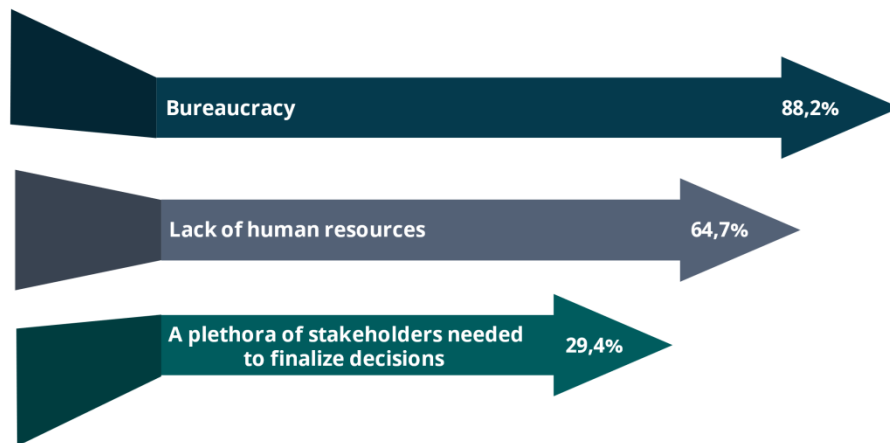 Bureaucracy 88,2%
Lack of human resources 64,7%
A plethora of stakeholders needed
to finalize decisions
29,4%